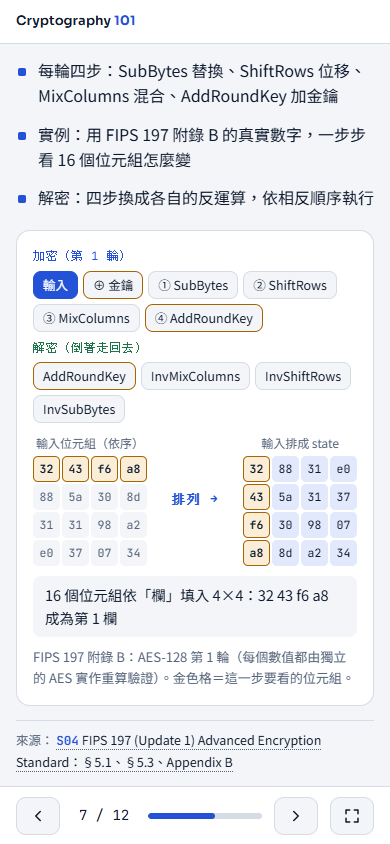 Cryptography 101
每輪四步：SubBytes 替換、ShiftRows 位移、
MixColumns 混合、AddRoundKey 加金鑰
實例：用 FIPS 197 附錄 B 的真實數字，一步步
看 16 個位元組怎麼變
解密：四步換成各自的反運算，依相反順序執行
加密（第 1 輪）
輸入 ⊕ 金鑰 ① SubBytes ② ShiftRows
③ MixColumns ④ AddRoundKey
解密（倒著走回去）
AddRoundKey InvMixColumns InvShiftRows
InvSubBytes
輸入位元組（依序） 輸入排成 state
32 43 f6 a8 32 88 31 e0
88 5a 30 8d 排列 → 43 5a 31 37
31 31 98 a2 f6 30 98 07
e0 37 07 34 a8 8d a2 34
16 個位元組依「欄」填入 4×4：32 43 f6 a8
成為第 1 欄
FIPS 197 附錄 B：AES-128 第 1 輪（每個數值都由獨立
的 AES 實作重算驗證）。金色格＝這一步要看的位元組。
來源： S04 FIPS 197 (Update 1) Advanced Encryption
Standard：§5.1、§5.3、Appendix B
7 / 12